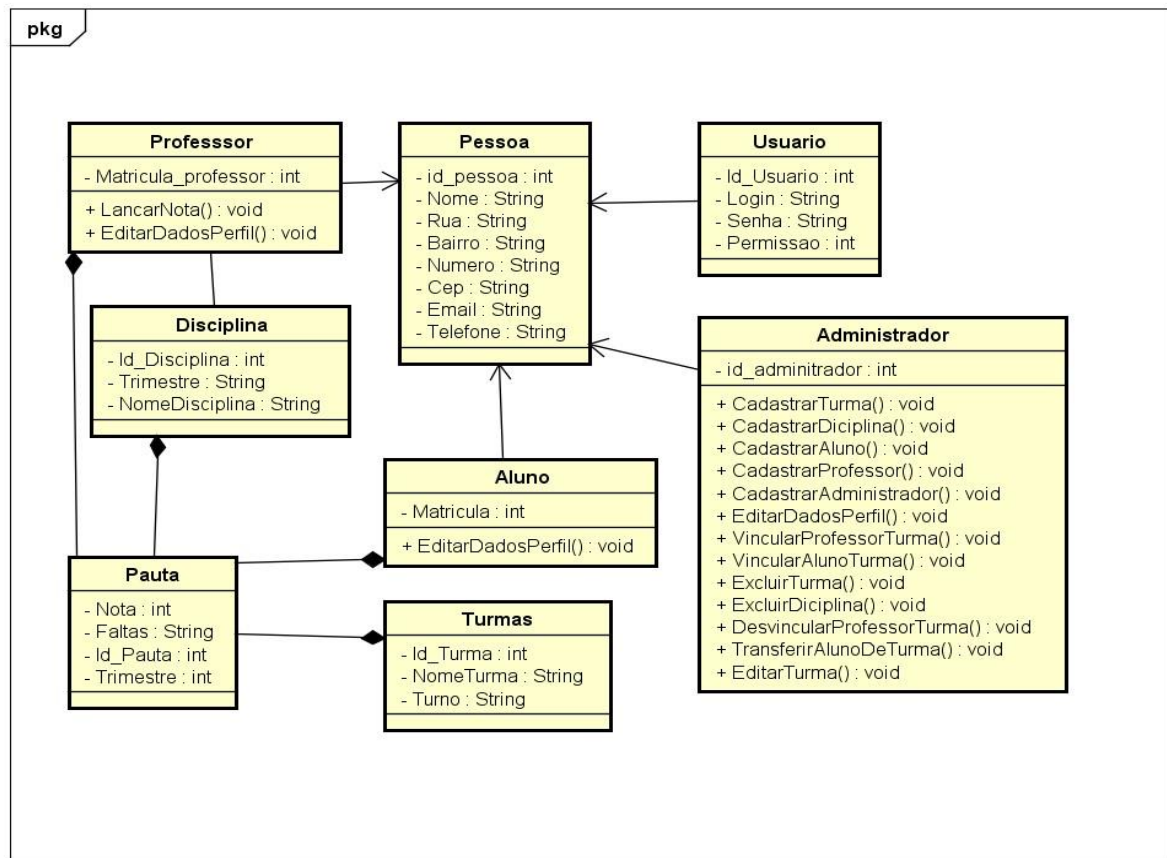 pkg
Professsor
- Matricula_professor : int
+ LancarNota() : void
+ EditarDadosPerfil() : void
Pessoa
- id_pessoa : int
- Nome : String
- Rua : String
- Bairro : String
- Numero : String
- Cep : String
- Email : String
- Telefone : String
Usuario
- Id_Usuario : int
- Login : String
- Senha : String
- Permissao : int
Disciplina
- Id_Disciplina : int
- Trimestre : String
- NomeDisciplina : String
Administrador
- id_adminitrador : int
+ CadastrarTurma() : void
+ CadastrarDiciplina() : void
+ CadastrarAluno() : void
+ CadastrarProfessor() : void
+ CadastrarAdministrador() : void
+ EditarDadosPerfil() : void
+ VincularProfessorTurma() : void
+ VincularAlunoTurma() : void
+ ExcluirTurma() : void
+ ExcluirDiciplina() : void
+ DesvincularProfessorTurma() : void
+ TransferirAlunoDeTurma() : void
+ EditarTurma() : void
Aluno
- Matricula : int
+ EditarDadosPerfil() : void
Pauta
- Nota : int
- Faltas : String
- Id_Pauta : int
- Trimestre : int
Turmas
- Id_Turma : int
- NomeTurma : String
- Turno : String